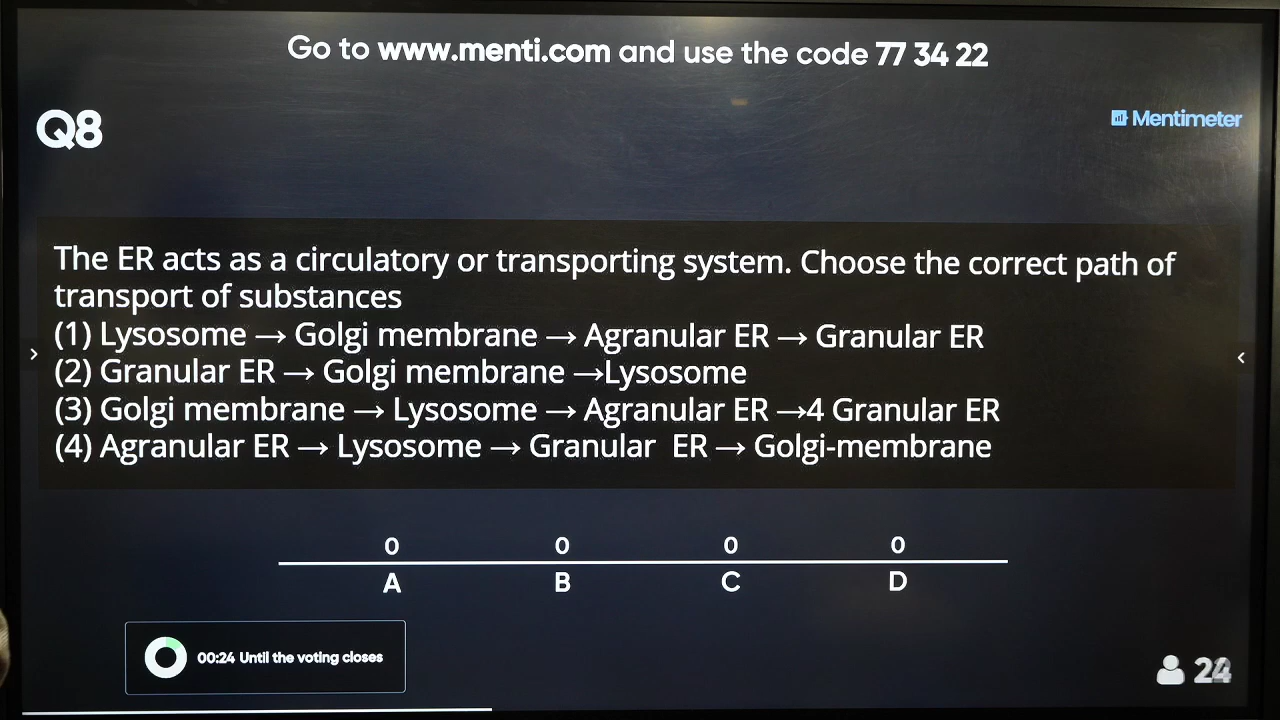 Go to www.menti.com and use the code 77 34 22
Q8
Mentimeter
The ER acts as a circulatory or transporting system. Choose the correct path of
transport of substances
(1) Lysosome → Golgi membrane → Agranular ER → Granular ER
(2) Granular ER → Golgi membrane →Lysosome
(3) Golgi membrane → Lysosome → Agranular ER →4 Granular ER
(4) Agranular ER → Lysosome → Granular ER → Golgi-membrane
0 0 0 0
A B C D
00:24 Until the voting closes